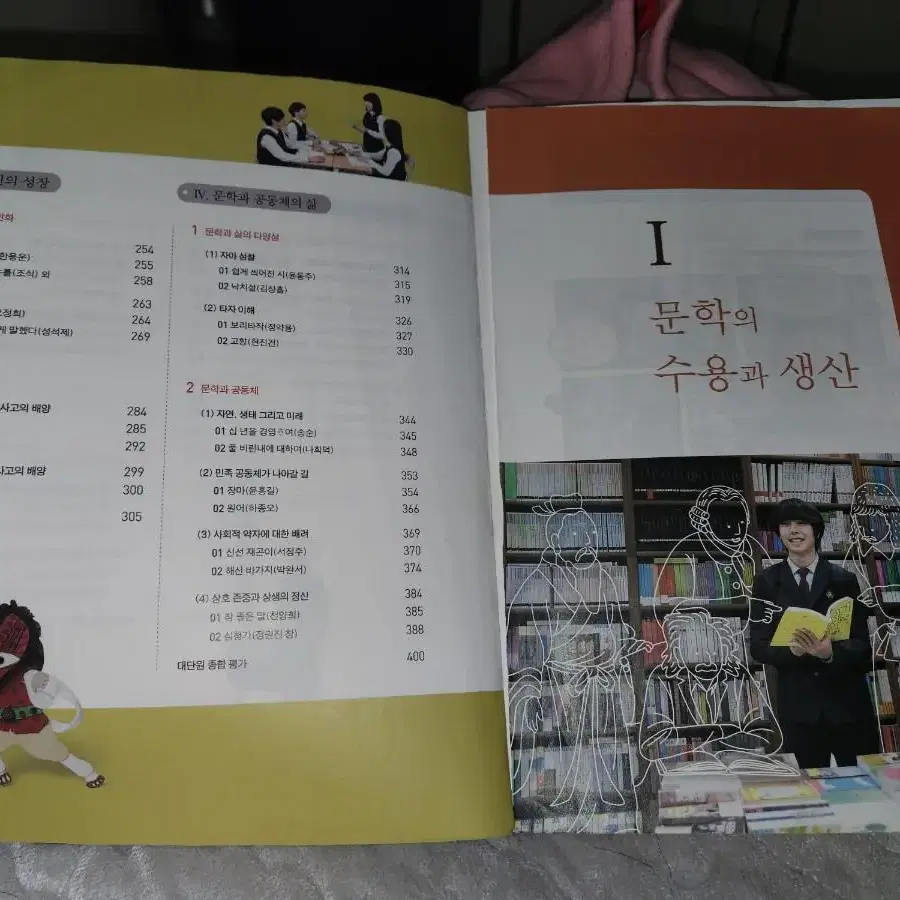 의 성장
254
한용운) 255
(조식) 외 258
263
264
게 말했다(성석제) 269
사고의 배양 284
285
292
사고의 배양 299
300
305
Ⅳ. 문학과 공동체의 삶
1 문학과 삶의 다양성
(1) 자아 성찰 314
01 쉽게 씌어진 시(윤동주) 315
02 낙치설(김상흠) 319
(2) 타자 이해 326
01 보리타작(정약용) 327
02 고향(현진건) 330
2 문학과 공동체
(1) 자연, 생태 그리고 미래 344
01 십 년을 경영하여(송순) 345
02 풀 비린내에 대하여(나희덕) 348
(2) 민족 공동체가 나아갈 길 353
01 장마(윤흥길) 354
02 원어(하종오) 366
(3) 사회적 약자에 대한 배려 369
01 신선 재곤이(서정주) 370
02 해산 바가지(박완서) 374
(4) 상호 존중과 상생의 정신 384
01 참 좋은 말(천양희) 385
02 심청가(정권진 창) 388
대단원 종합 평가 400
Ⅰ
문학의
수용과 생산